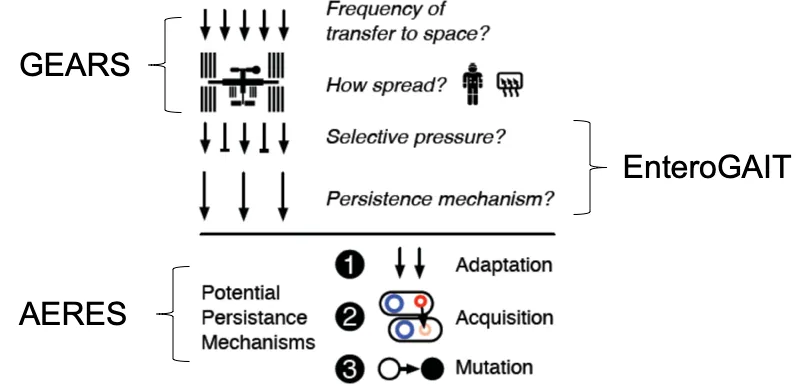 GEARS
Frequency of
transfer to space?
How spread?
Selective pressure?
Persistence mechanism?
EnteroGAIT
AERES
Potential
Persistance
Mechanisms
1 Adaptation
2 Acquisition
3 Mutation